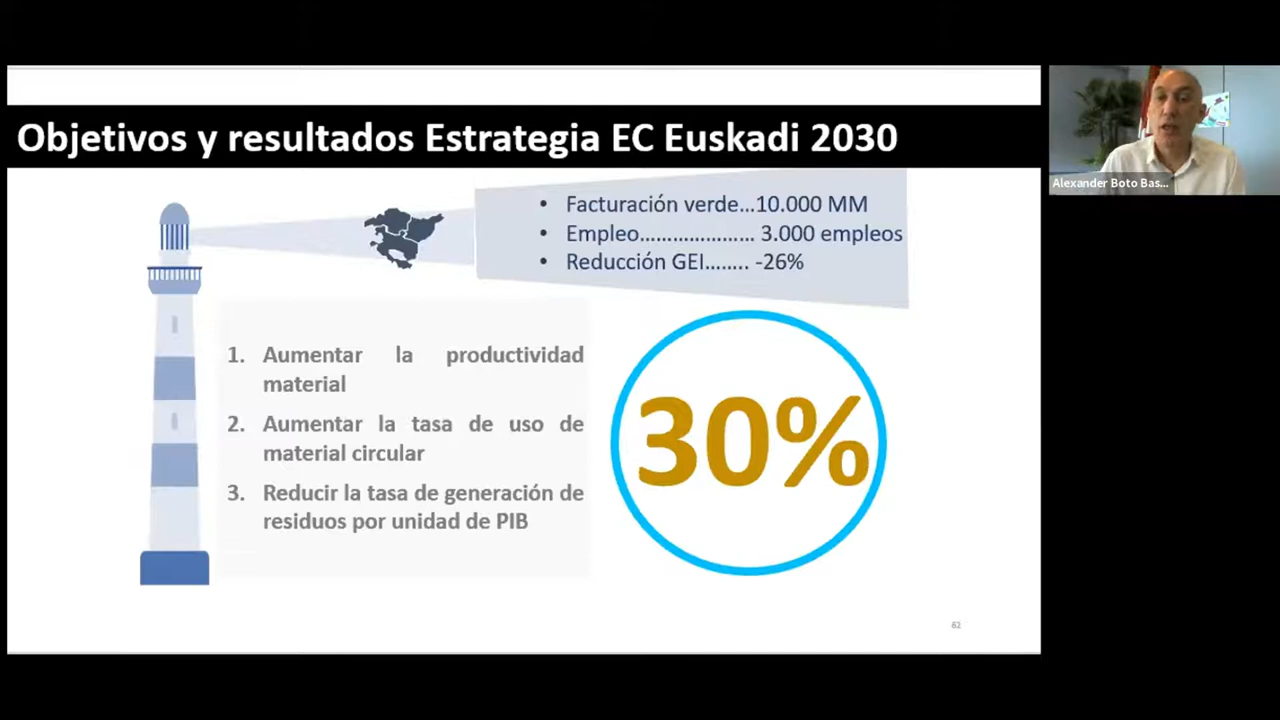 Objetivos y resultados Estrategia EC Euskadi 2030
• Facturación verde...10.000 MM
• Empleo..................... 3.000 empleos
• Reducción GEI........ -26%
1. Aumentar la productividad
material
2. Aumentar la tasa de uso de
material circular
3. Reducir la tasa de generación de
residuos por unidad de PIB
30%
62
Alexander Boto Bas...